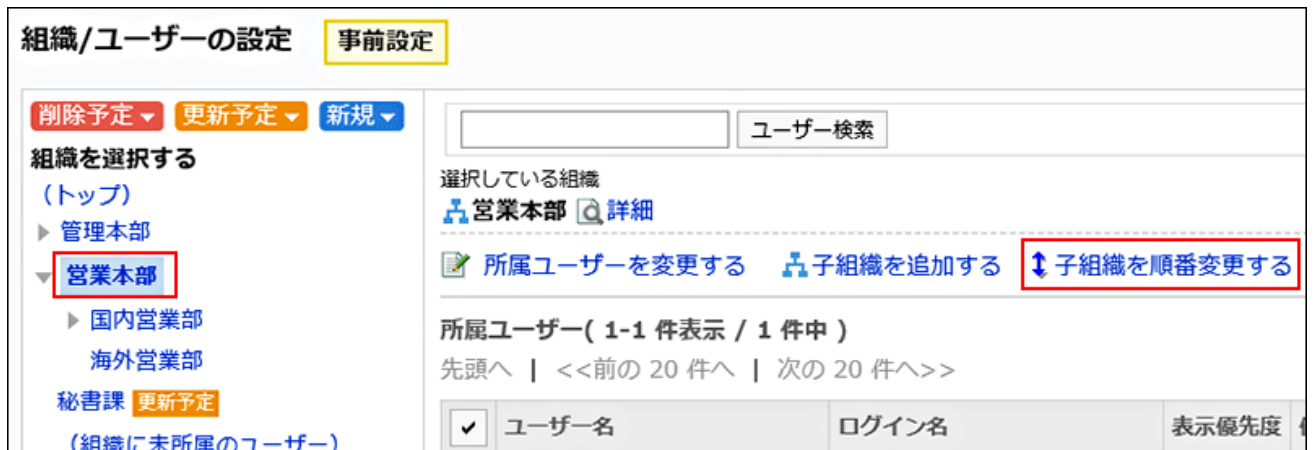 組織/ユーザーの設定 事前設定
削除予定 更新予定 新規
組織を選択する
(トップ)
管理本部
営業本部
国内営業部
海外営業部
秘書課 更新予定
(組織に未所属のユーザー)
ユーザー検索
選択している組織
営業本部 詳細
所属ユーザーを変更する 子組織を追加する 子組織を順番変更する
所属ユーザー( 1-1 件表示 / 1 件中 )
先頭へ | <<前の 20 件へ | 次の 20 件へ>>
ユーザー名 ログイン名 表示優先度